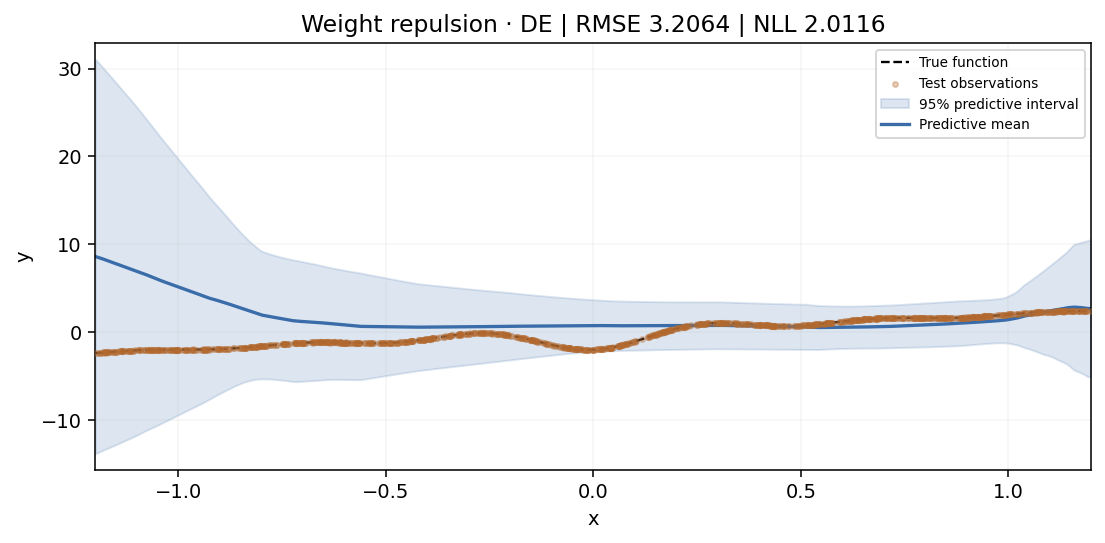 Weight repulsion · DE | RMSE 3.2064 | NLL 2.0116
True function
Test observations
95% predictive interval
Predictive mean
30
20
10
0
−10
y
−1.0 −0.5 0.0 0.5 1.0
x